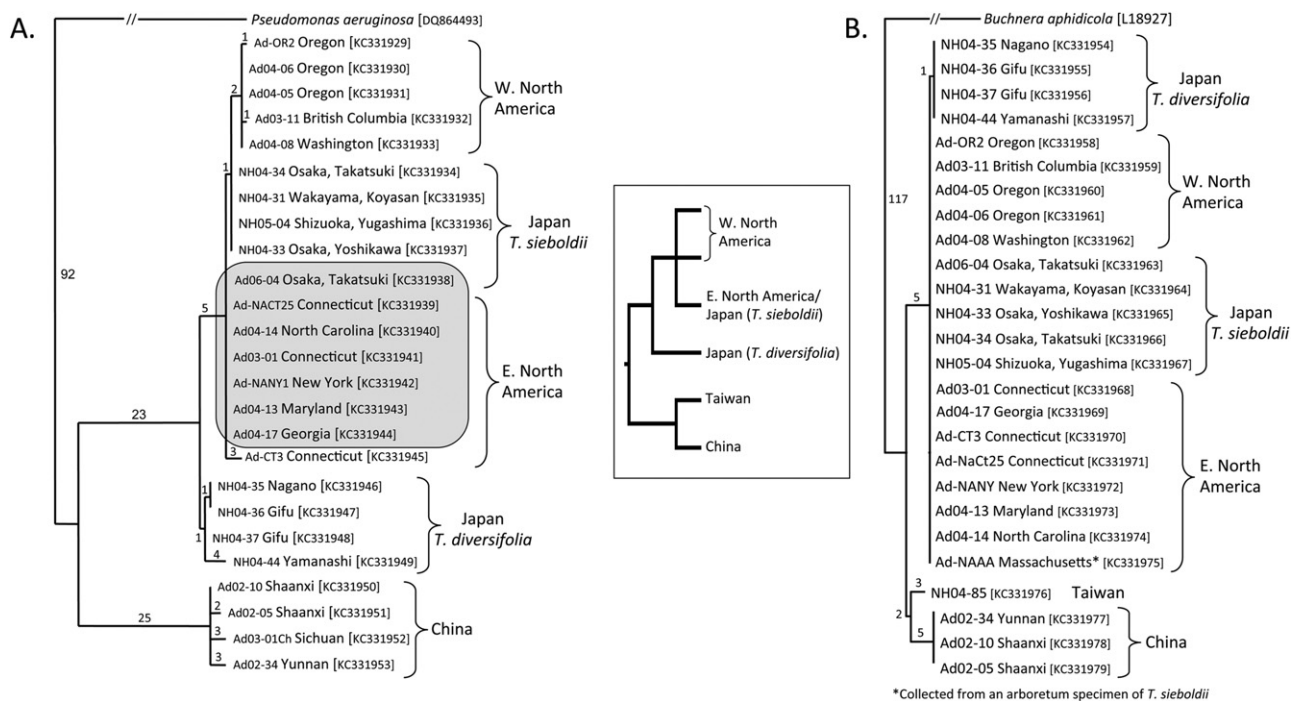 A.
Pseudomonas aeruginosa [DQ864493]
1 Ad-OR2 Oregon [KC331929]
Ad04-06 Oregon [KC331930]
2
Ad04-05 Oregon [KC331931]
1 Ad03-11 British Columbia [KC331932]
Ad04-08 Washington [KC331933]
W. North
America
1
NH04-34 Osaka, Takatsuki [KC331934]
NH04-31 Wakayama, Koyasan [KC331935]
NH05-04 Shizuoka, Yugashima [KC331936]
NH04-33 Osaka, Yoshikawa [KC331937]
Japan
T. sieboldii
92
Ad06-04 Osaka, Takatsuki [KC331938]
5
Ad-NACT25 Connecticut [KC331939]
Ad04-14 North Carolina [KC331940]
Ad03-01 Connecticut [KC331941]
Ad-NANY1 New York [KC331942]
Ad04-13 Maryland [KC331943]
Ad04-17 Georgia [KC331944]
3 Ad-CT3 Connecticut [KC331945]
E. North
America
23
1 NH04-35 Nagano [KC331946]
NH04-36 Gifu [KC331947]
1 NH04-37 Gifu [KC331948]
4 NH04-44 Yamanashi [KC331949]
Japan
T. diversifolia
25
Ad02-10 Shaanxi [KC331950]
2 Ad02-05 Shaanxi [KC331951]
3 Ad03-01Ch Sichuan [KC331952]
3 Ad02-34 Yunnan [KC331953]
China
W. North
America
E. North America/
Japan (T. sieboldii)
Japan (T. diversifolia)
Taiwan
China
B.
Buchnera aphidicola [L18927]
NH04-35 Nagano [KC331954]
1
NH04-36 Gifu [KC331955]
NH04-37 Gifu [KC331956]
NH04-44 Yamanashi [KC331957]
Japan
T. diversifolia
Ad-OR2 Oregon [KC331958]
Ad03-11 British Columbia [KC331959]
Ad04-05 Oregon [KC331960]
Ad04-06 Oregon [KC331961]
Ad04-08 Washington [KC331962]
W. North
America
117
Ad06-04 Osaka, Takatsuki [KC331963]
NH04-31 Wakayama, Koyasan [KC331964]
5
NH04-33 Osaka, Yoshikawa [KC331965]
NH04-34 Osaka, Takatsuki [KC331966]
NH05-04 Shizuoka, Yugashima [KC331967]
Japan
T. sieboldii
Ad03-01 Connecticut [KC331968]
Ad04-17 Georgia [KC331969]
Ad-CT3 Connecticut [KC331970]
Ad-NaCt25 Connecticut [KC331971]
Ad-NANY New York [KC331972]
Ad04-13 Maryland [KC331973]
Ad04-14 North Carolina [KC331974]
Ad-NAAA Massachusetts* [KC331975]
E. North
America
3 NH04-85 [KC331976] Taiwan
2
Ad02-34 Yunnan [KC331977]
5
Ad02-10 Shaanxi [KC331978]
Ad02-05 Shaanxi [KC331979]
China
*Collected from an arboretum specimen of T. sieboldii